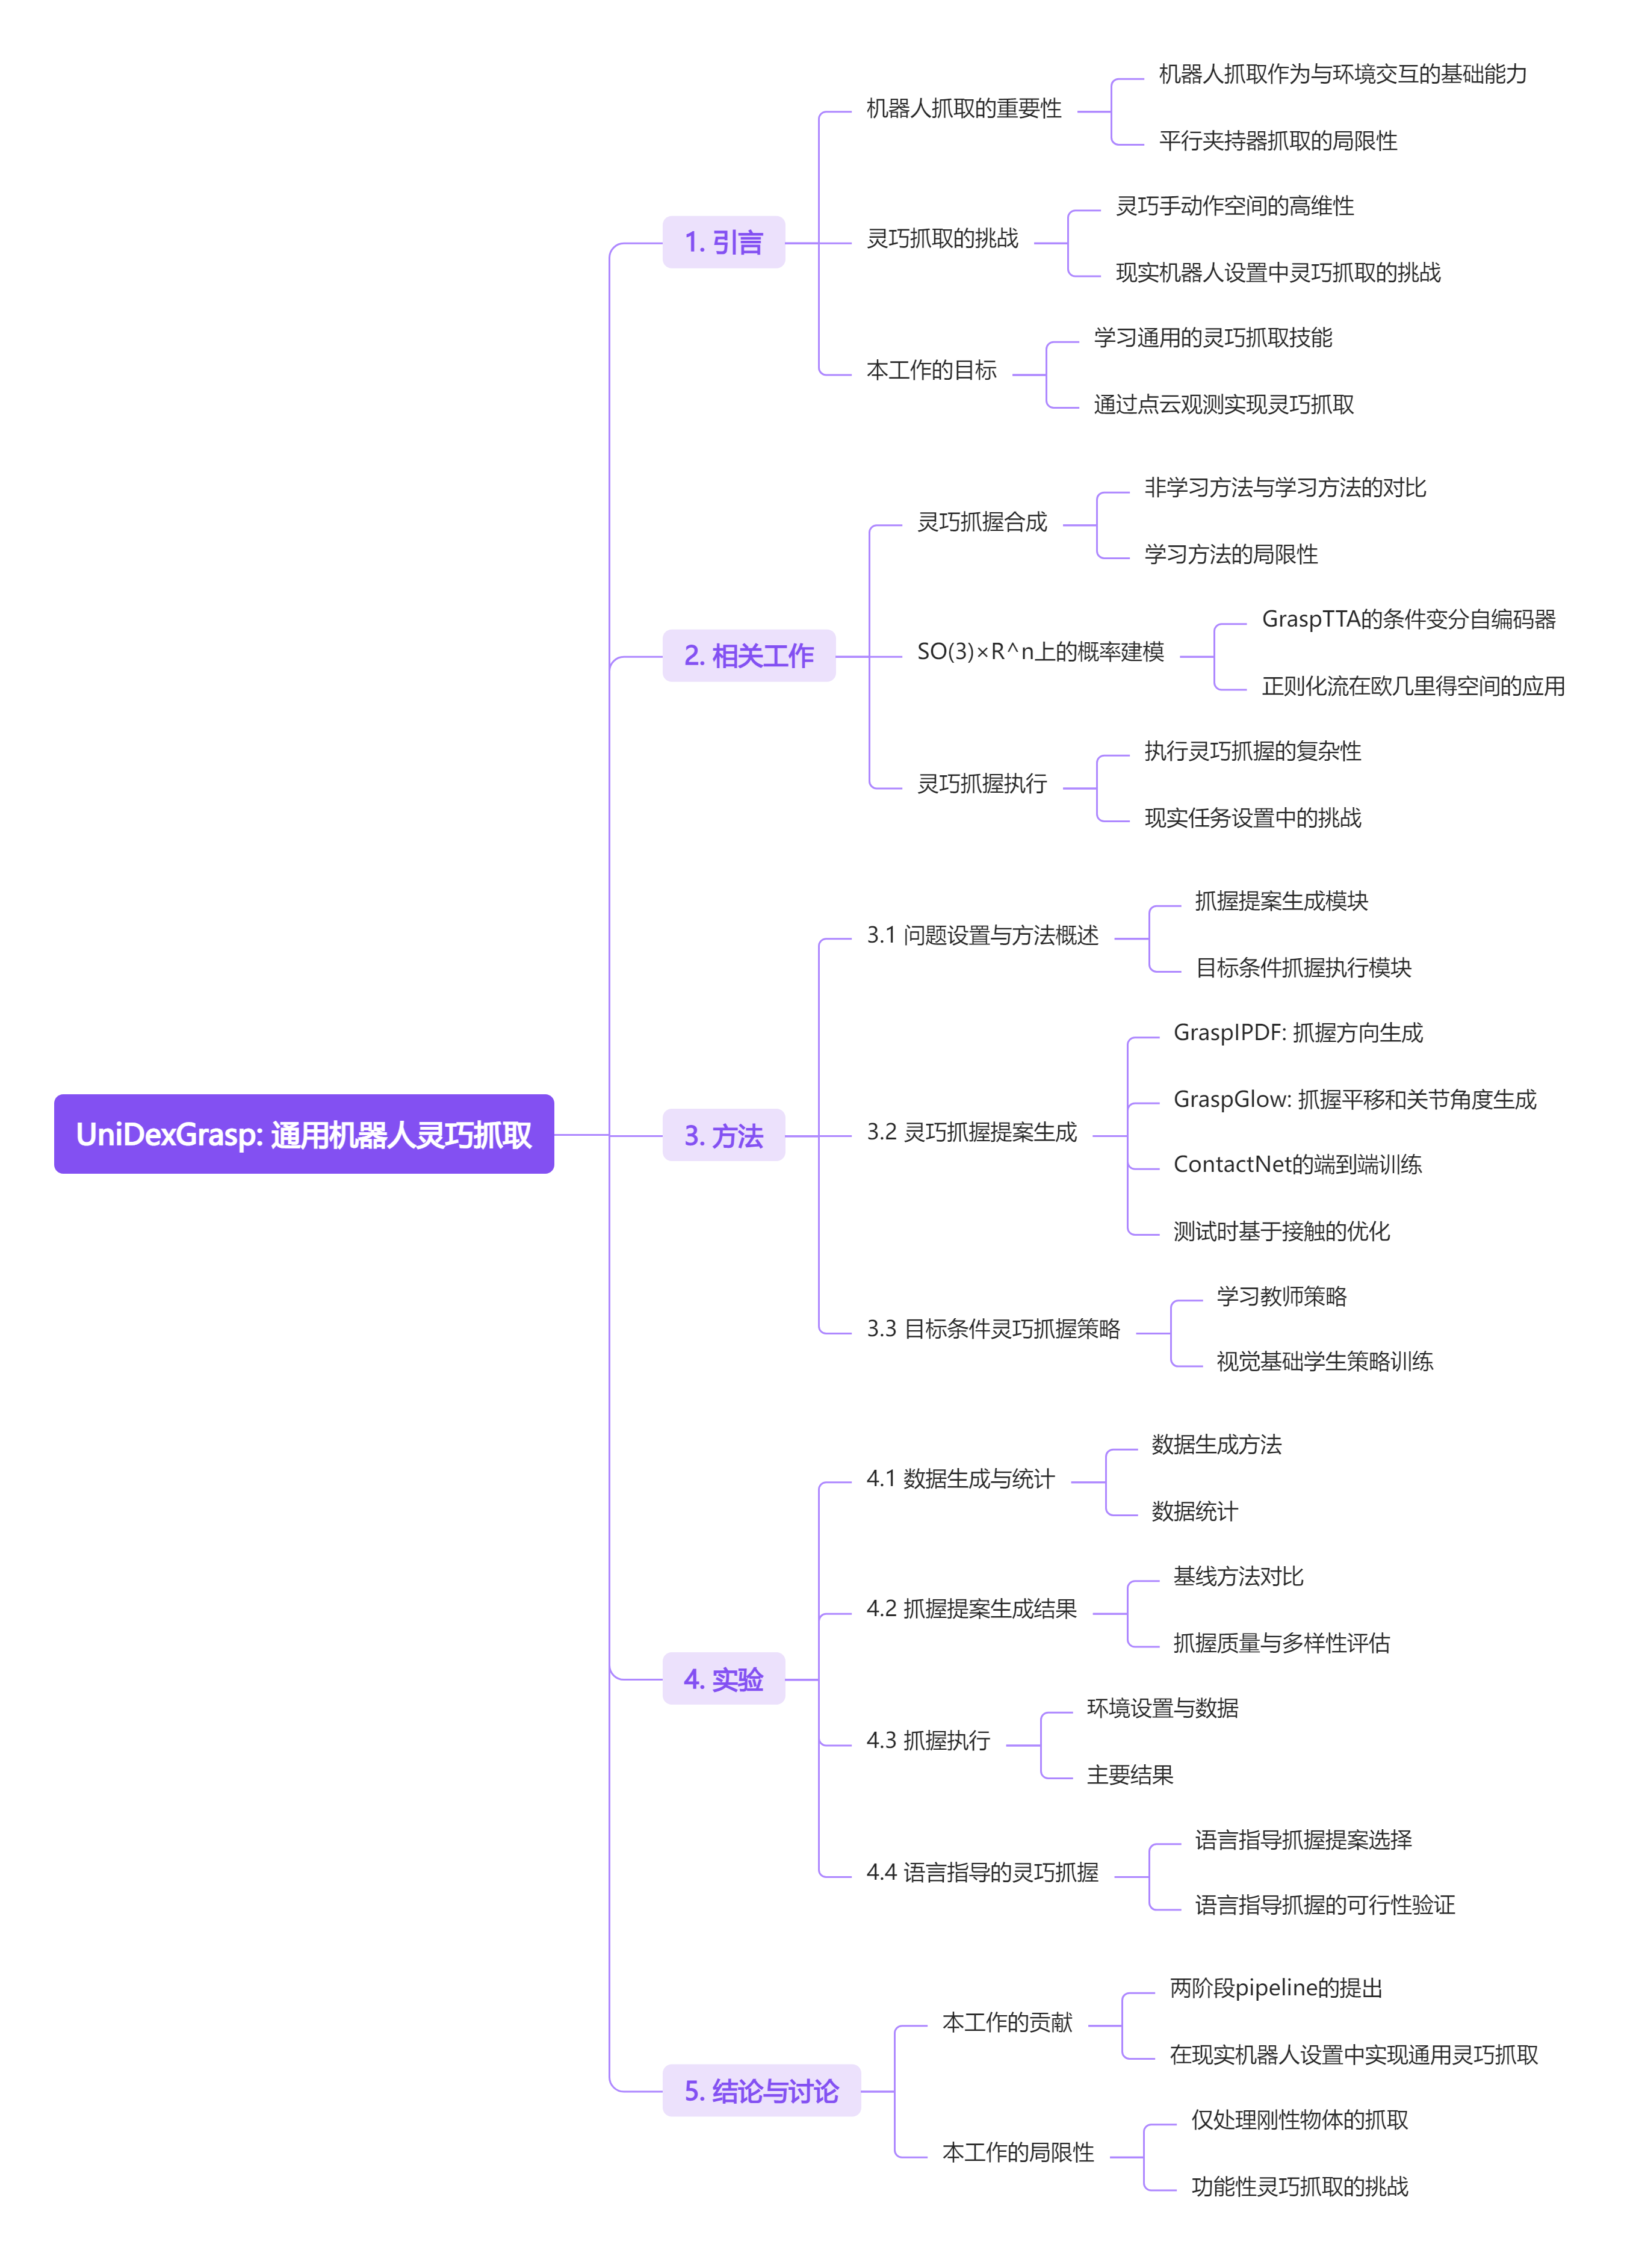 UniDexGrasp: 通用机器人灵巧抓取
1. 引言
机器人抓取的重要性
机器人抓取作为与环境交互的基础能力
平行夹持器抓取的局限性
灵巧抓取的挑战
灵巧手动作空间的高维性
现实机器人设置中灵巧抓取的挑战
本工作的目标
学习通用的灵巧抓取技能
通过点云观测实现灵巧抓取
2. 相关工作
灵巧抓握合成
非学习方法与学习方法的对比
学习方法的局限性
SO(3)×R^n上的概率建模
GraspTTA的条件变分自编码器
正则化流在欧几里得空间的应用
灵巧抓握执行
执行灵巧抓握的复杂性
现实任务设置中的挑战
3. 方法
3.1 问题设置与方法概述
抓握提案生成模块
目标条件抓握执行模块
3.2 灵巧抓握提案生成
GraspIPDF: 抓握方向生成
GraspGlow: 抓握平移和关节角度生成
ContactNet的端到端训练
测试时基于接触的优化
3.3 目标条件灵巧抓握策略
学习教师策略
视觉基础学生策略训练
4. 实验
4.1 数据生成与统计
数据生成方法
数据统计
4.2 抓握提案生成结果
基线方法对比
抓握质量与多样性评估
4.3 抓握执行
环境设置与数据
主要结果
4.4 语言指导的灵巧抓握
语言指导抓握提案选择
语言指导抓握的可行性验证
5. 结论与讨论
本工作的贡献
两阶段pipeline的提出
在现实机器人设置中实现通用灵巧抓取
本工作的局限性
仅处理刚性物体的抓取
功能性灵巧抓取的挑战